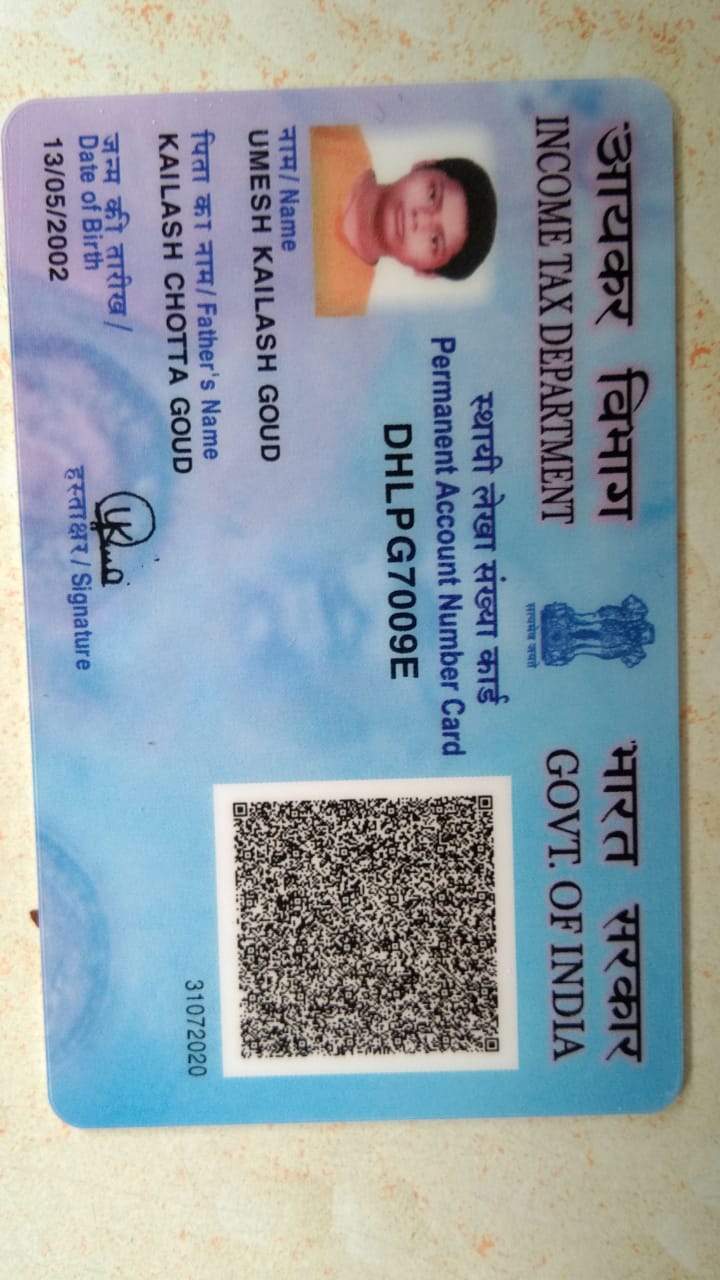 आयकर विभाग
INCOME TAX DEPARTMENT
सत्यमेव जयते
भारत सरकार
GOVT. OF INDIA
स्थायी लेखा संख्या कार्ड
Permanent Account Number Card
DHLPG7009E
नाम / Name
UMESH KAILASH GOUD
पिता का नाम / Father's Name
KAILASH CHOTTA GOUD
जन्म की तारीख /
Date of Birth
13/05/2002
हस्ताक्षर / Signature
31072020